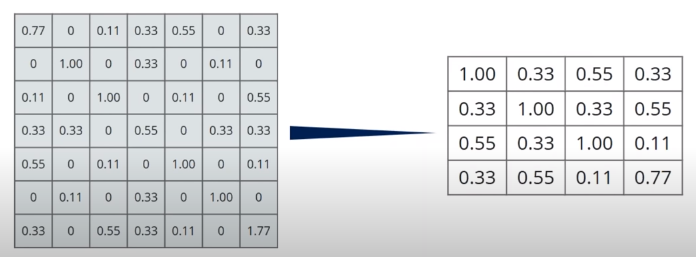 0.77 0 0.11 0.33 0.55 0 0.33
0 1.00 0 0.33 0 0.11 0
0.11 0 1.00 0 0.11 0 0.55
0.33 0.33 0 0.55 0 0.33 0.33
0.55 0 0.11 0 1.00 0 0.11
0 0.11 0 0.33 0 1.00 0
0.33 0 0.55 0.33 0.11 0 1.77
1.00 0.33 0.55 0.33
0.33 1.00 0.33 0.55
0.55 0.33 1.00 0.11
0.33 0.55 0.11 0.77